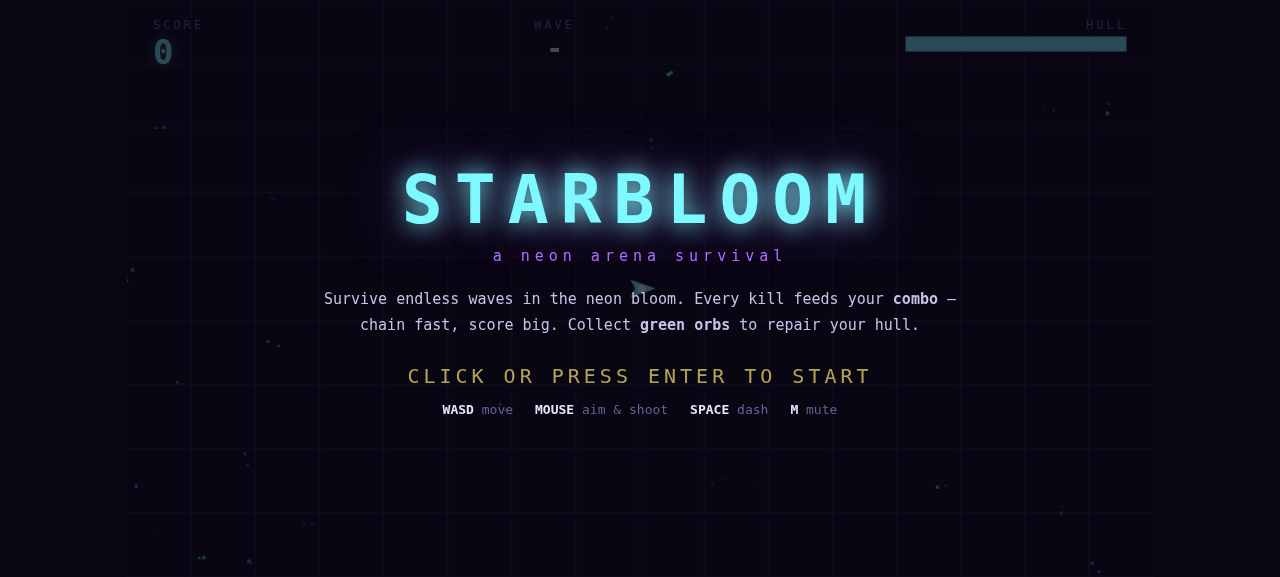 SCORE
WAVE
HULL
0
-
STARBLOOM
a neon arena survival
Survive endless waves in the neon bloom. Every kill feeds your combo —
chain fast, score big. Collect green orbs to repair your hull.
CLICK OR PRESS ENTER TO START
WASD move MOUSE aim & shoot SPACE dash M mute